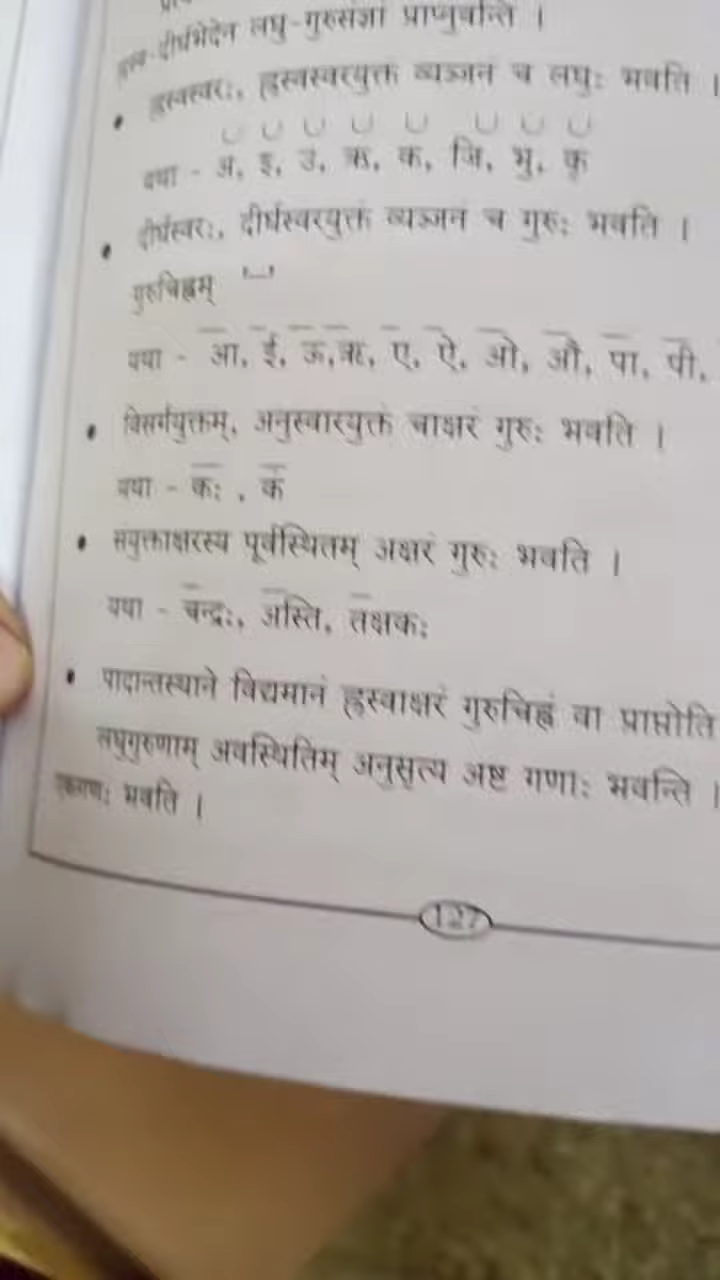 ह्रस्व-दीर्घभेदेन लघु-गुरुसंज्ञां प्राप्नुवन्ति ।
• ह्रस्वस्वरः, ह्रस्वस्वरयुक्तं व्यञ्जनं च लघुः भवति ।
यथा - अ, इ, उ, ऋ, क, जि, भु, कृ
• दीर्घस्वरः, दीर्घस्वरयुक्तं व्यञ्जनं च गुरुः भवति ।
गुरुचिह्नम्
यथा - आ, ई, ऊ,ॠ, ए, ऐ, ओ, औ, पा, पी,
• विसर्गयुक्तम्, अनुस्वारयुक्तं चाक्षरं गुरुः भवति ।
यथा - कः , कं
• संयुक्ताक्षरस्य पूर्वस्थितम् अक्षरं गुरुः भवति ।
यथा - चन्द्रः, अस्ति, तक्षकः
• पादान्तस्थाने विद्यमानं ह्रस्वाक्षरं गुरुचिह्नं वा प्राप्नोति
लघुगुरुणाम् अवस्थितिम् अनुसृत्य अष्ट गणाः भवन्ति ।
एकगणः भवति ।
127